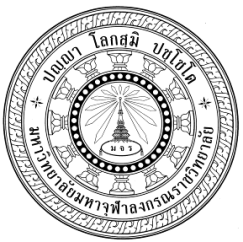 ปญฺญา โลกสฺมิ ปชฺโชโต
มจร
มหาวิทยาลัยมหาจุฬาลงกรณราชวิทยาลัย